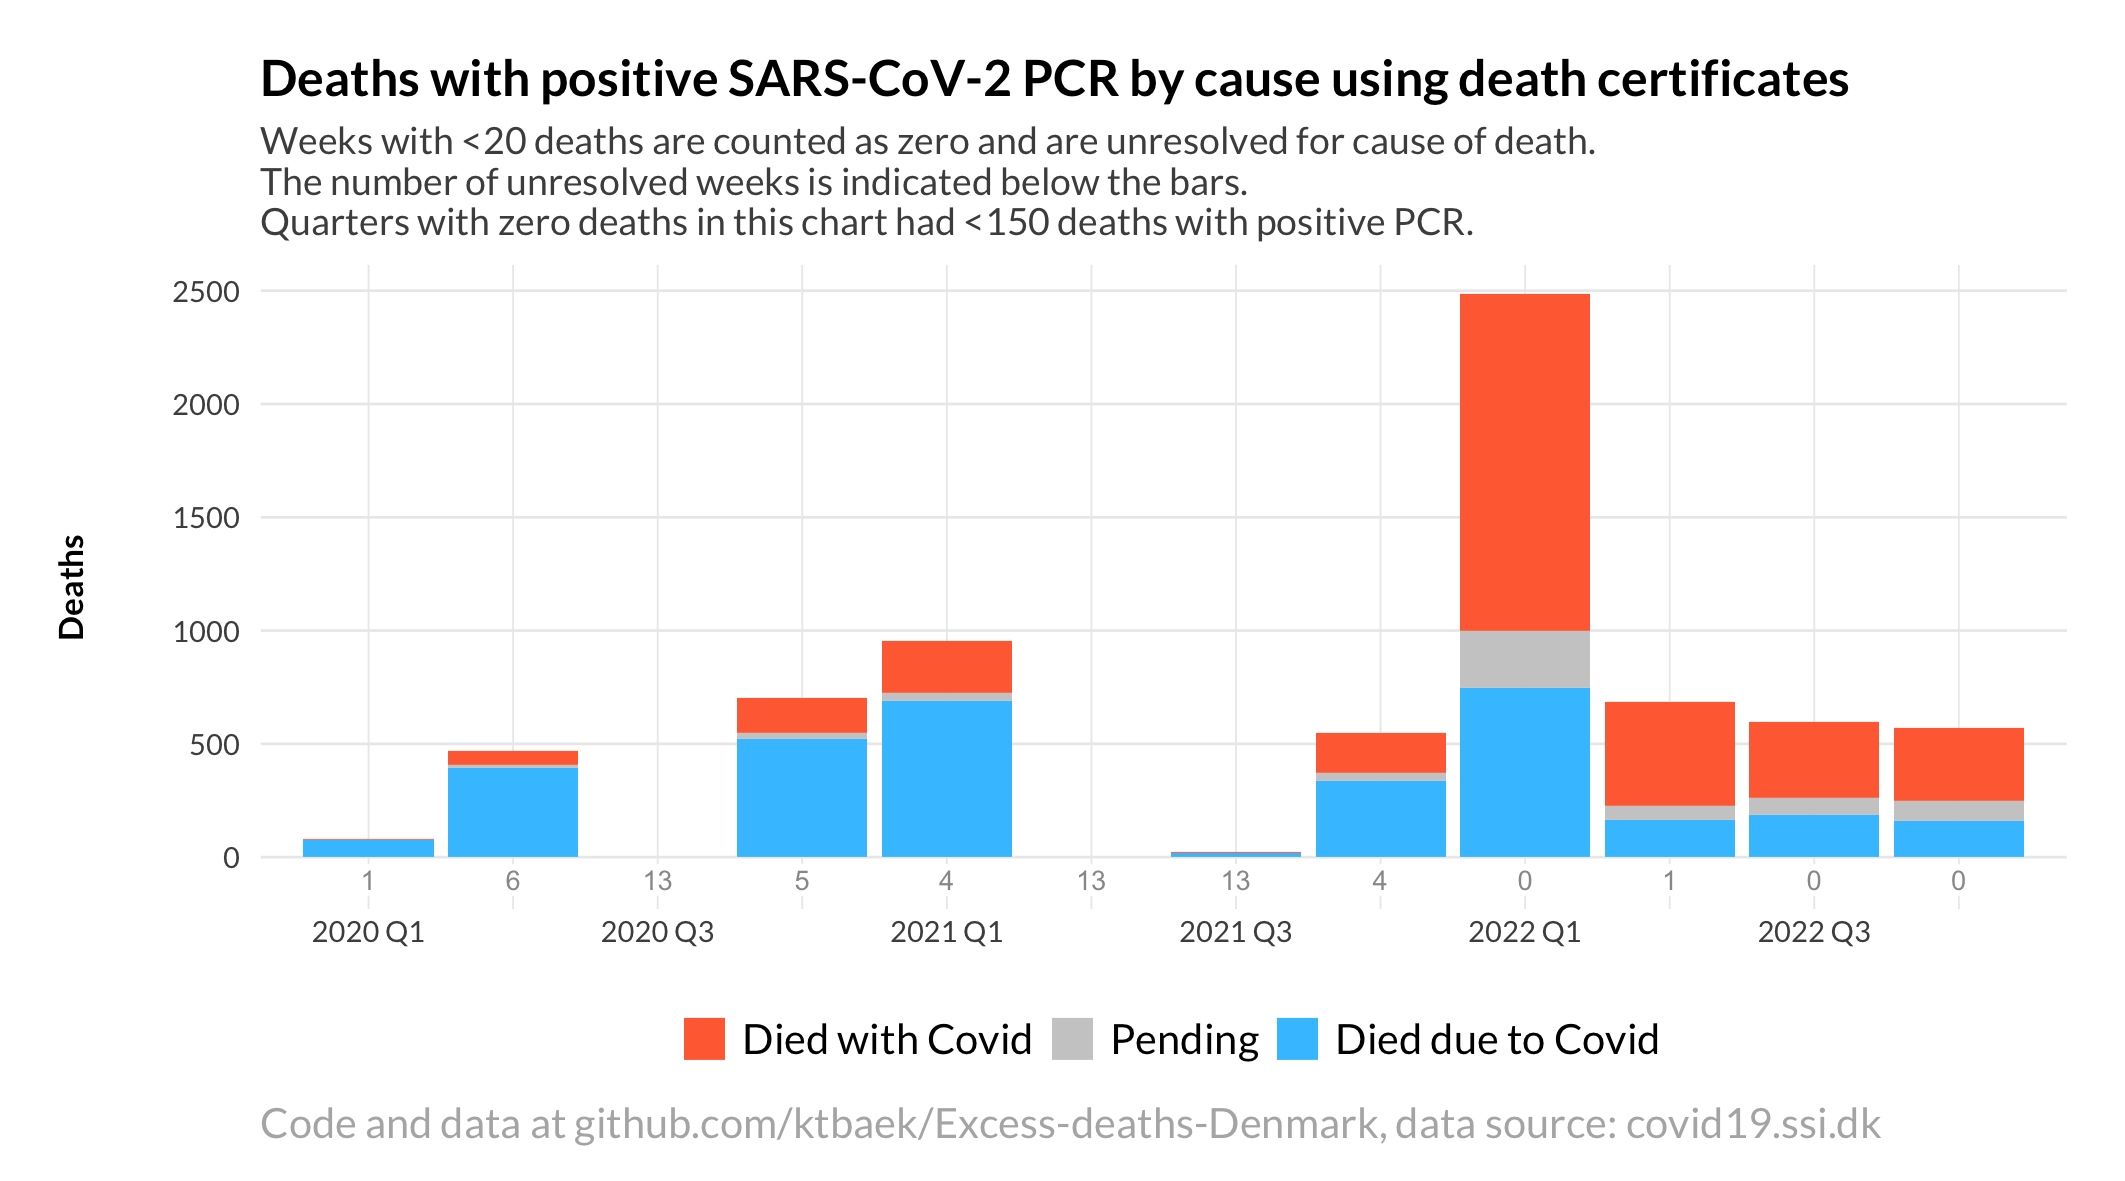 Deaths with positive SARS-CoV-2 PCR by cause using death certificates
Weeks with <20 deaths are counted as zero and are unresolved for cause of death.
The number of unresolved weeks is indicated below the bars.
Quarters with zero deaths in this chart had <150 deaths with positive PCR.
2500
2000
1500
1000
500
0
Deaths
1 6 13 5 4 13 13 4 0 1 0 0
2020 Q1 2020 Q3 2021 Q1 2021 Q3 2022 Q1 2022 Q3
Died with Covid Pending Died due to Covid
Code and data at github.com/ktbaek/Excess-deaths-Denmark, data source: covid19.ssi.dk